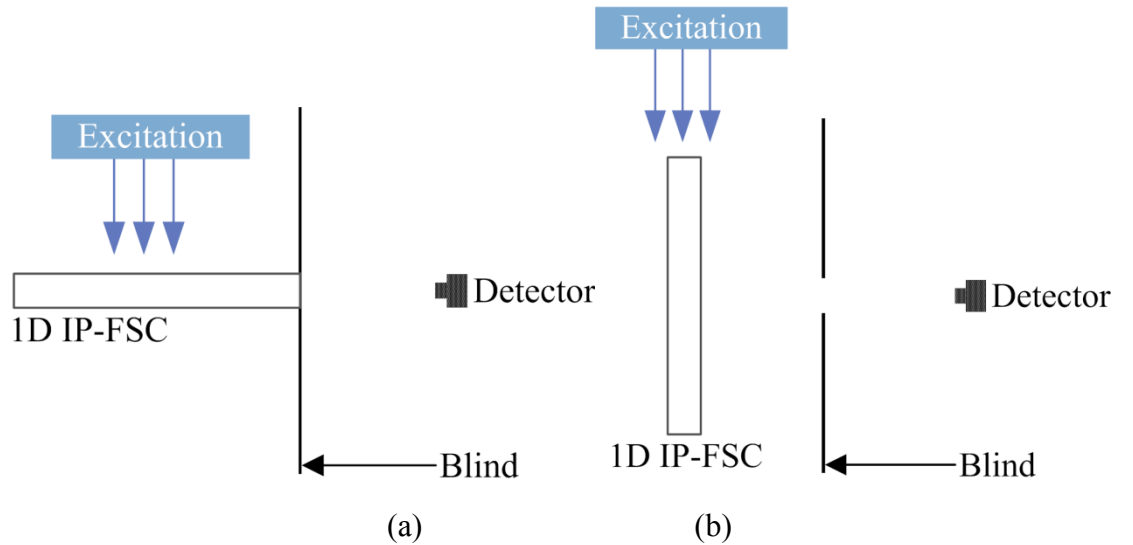 Excitation
Detector
1D IP-FSC
Blind
(a)
Excitation
Detector
1D IP-FSC
Blind
(b)